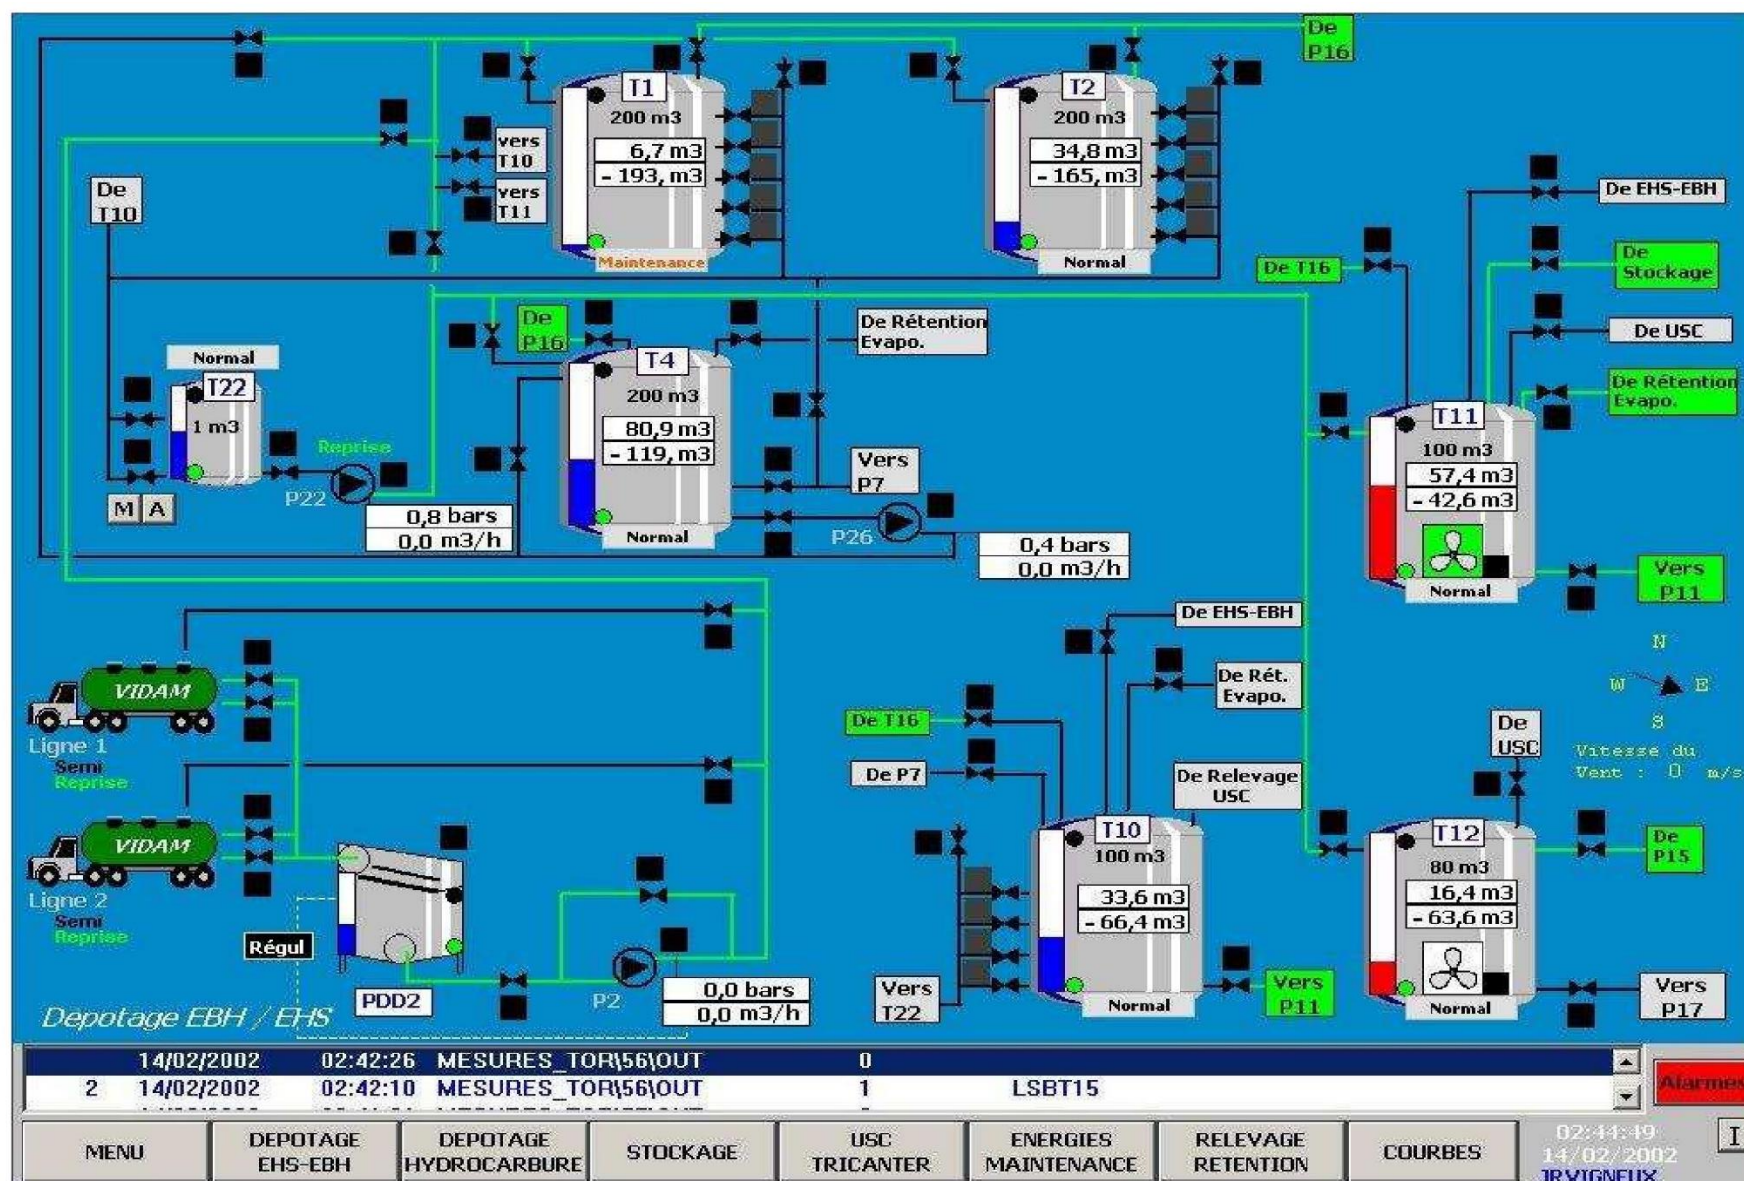 De
P16
T1
200 m3
6,7 m3
- 193, m3
Maintenance
T2
200 m3
34,8 m3
- 165, m3
Normal
vers
T10
vers
T11
De
T10
De EHS-EBH
De T16
De
Stockage
De USC
De Rétention
Evapo.
De
P16
De Rétention
Evapo.
Normal
T22
1 m3
Reprise
P22
M A
0,8 bars
0,0 m3/h
T4
200 m3
80,9 m3
- 119, m3
Normal
Vers
P7
P26
0,4 bars
0,0 m3/h
T11
100 m3
57,4 m3
- 42,6 m3
Normal
Vers
P11
VIDAM
Ligne 1
Semi
Reprise
VIDAM
Ligne 2
Semi
Reprise
Régul
PDD2
P2
0,0 bars
0,0 m3/h
Depotage EBH / EHS
De EHS-EBH
De Rét.
Evapo.
De T16
De P7
De Relevage
USC
T10
100 m3
33,6 m3
- 66,4 m3
Normal
Vers
T22
Vers
P11
N
W E
S
Vitesse du
Vent : 0 m/s
De
USC
T12
80 m3
16,4 m3
- 63,6 m3
Normal
De
P15
Vers
P17
14/02/2002 02:42:26 MESURES_TOR\56\OUT 0
2 14/02/2002 02:42:10 MESURES_TOR\56\OUT 1 LSBT15
Alarmes
MENU
DEPOTAGE
EHS-EBH
DEPOTAGE
HYDROCARBURE
STOCKAGE
USC
TRICANTER
ENERGIES
MAINTENANCE
RELEVAGE
RETENTION
COURBES
02:44:49
14/02/2002
JRVIGNEUX
I